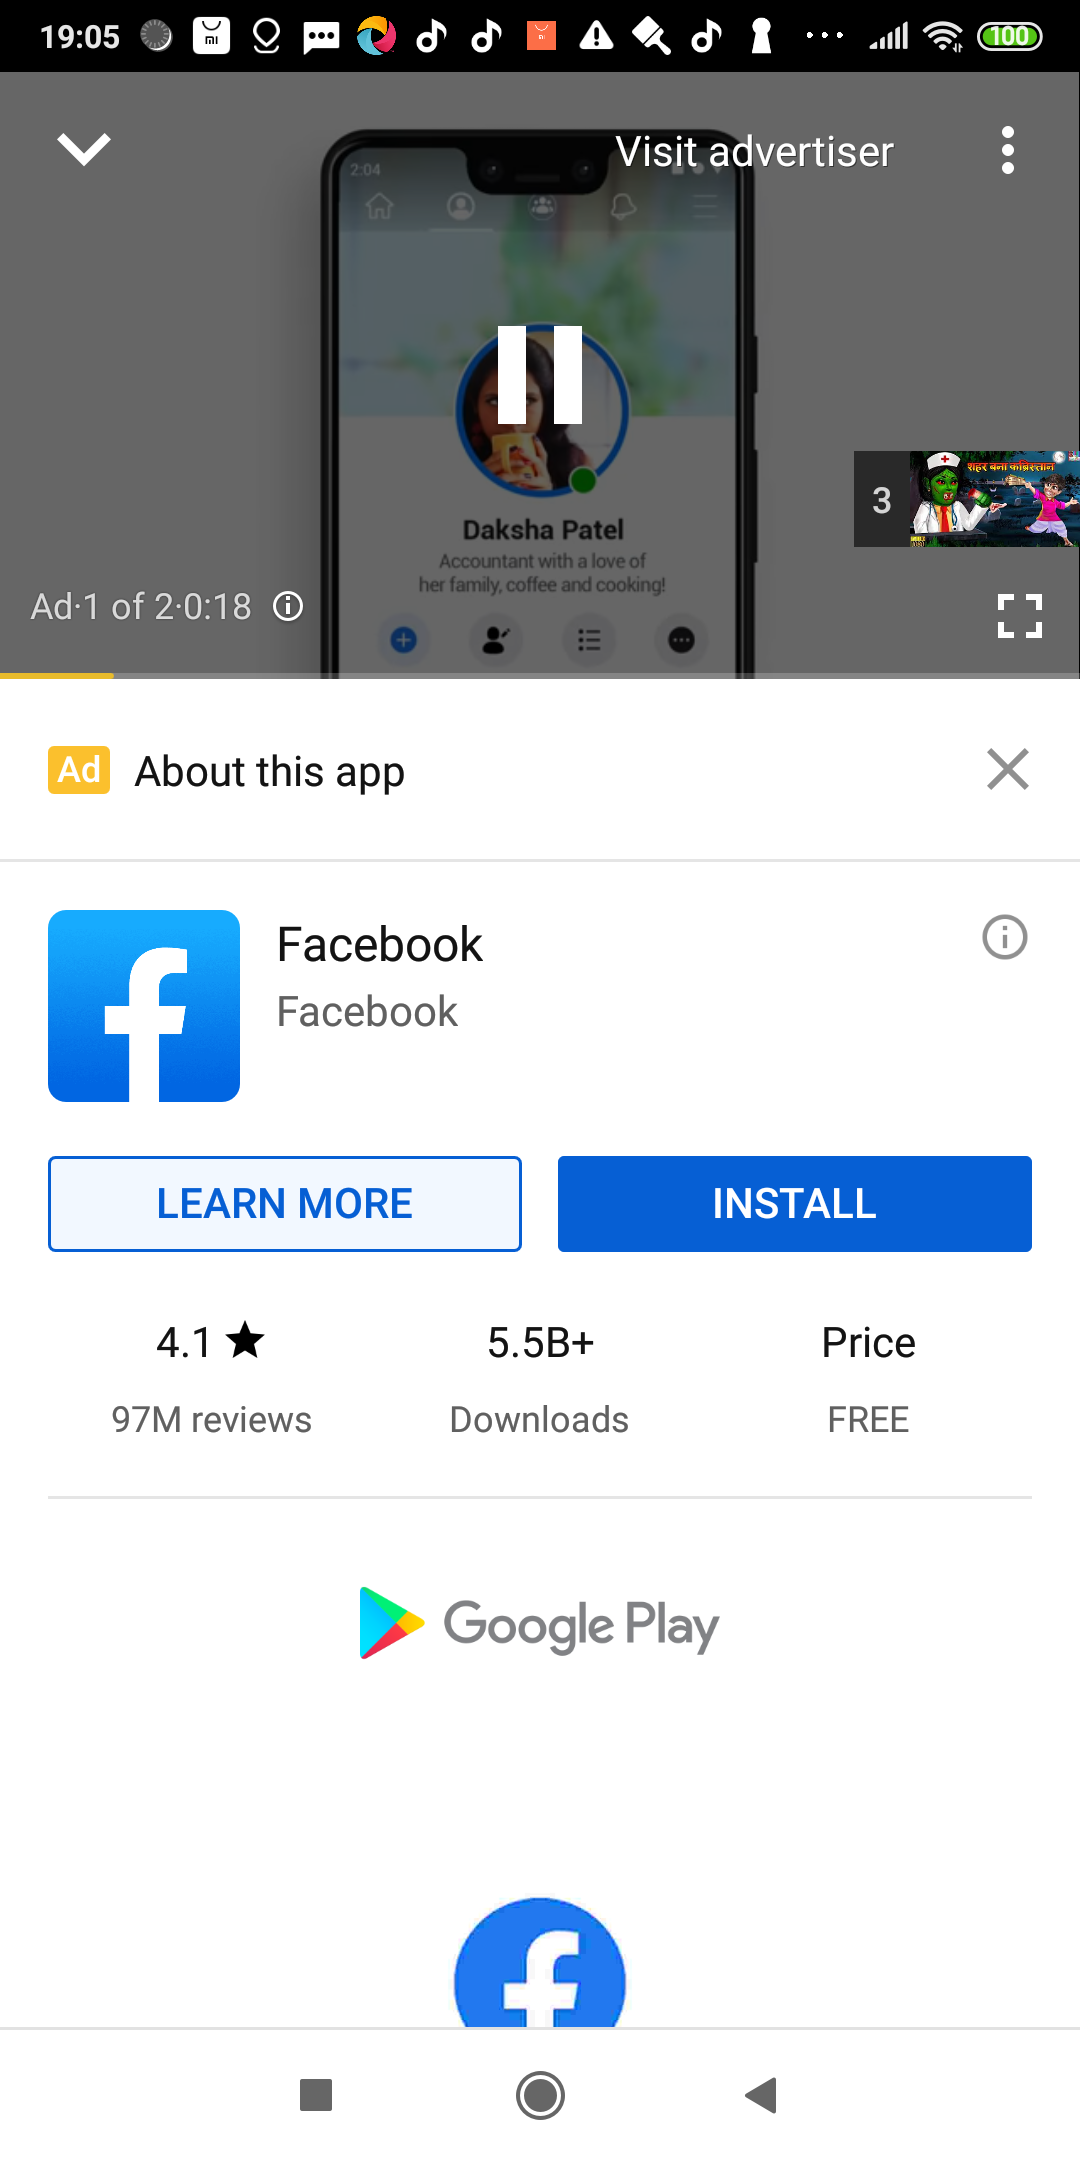 19:05
100
2:04
Visit advertiser
Daksha Patel
Accountant with a love of
her family, coffee and cooking!
3
शहर बना कब्रिस्तान
Ad·1 of 2·0:18
Ad About this app
Facebook
Facebook
LEARN MORE
INSTALL
4.1★
5.5B+
Price
97M reviews
Downloads
FREE
Google Play